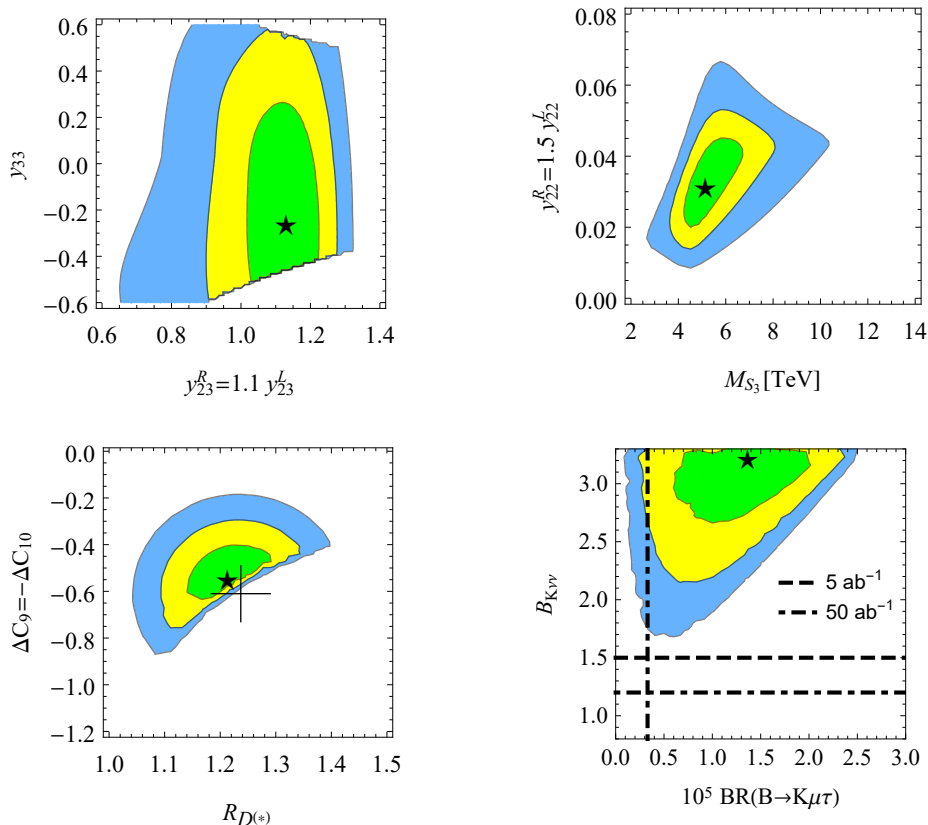 0.6
0.4
0.2
0.0
−0.2
−0.4
−0.6
y33
0.6 0.8 1.0 1.2 1.4
y^R_23=1.1 y^L_23
0.08
0.06
0.04
0.02
0.00
y^R_22=1.5 y^L_22
2 4 6 8 10 12 14
M_S3[TeV]
0.0
−0.2
−0.4
−0.6
−0.8
−1.0
−1.2
ΔC9=−ΔC10
1.0 1.1 1.2 1.3 1.4 1.5
R_D(*)
3.0
2.5
2.0
1.5
1.0
B_Kνν
5 ab⁻¹
50 ab⁻¹
0.0 0.5 1.0 1.5 2.0 2.5 3.0
10⁵ BR(B→Kμτ)